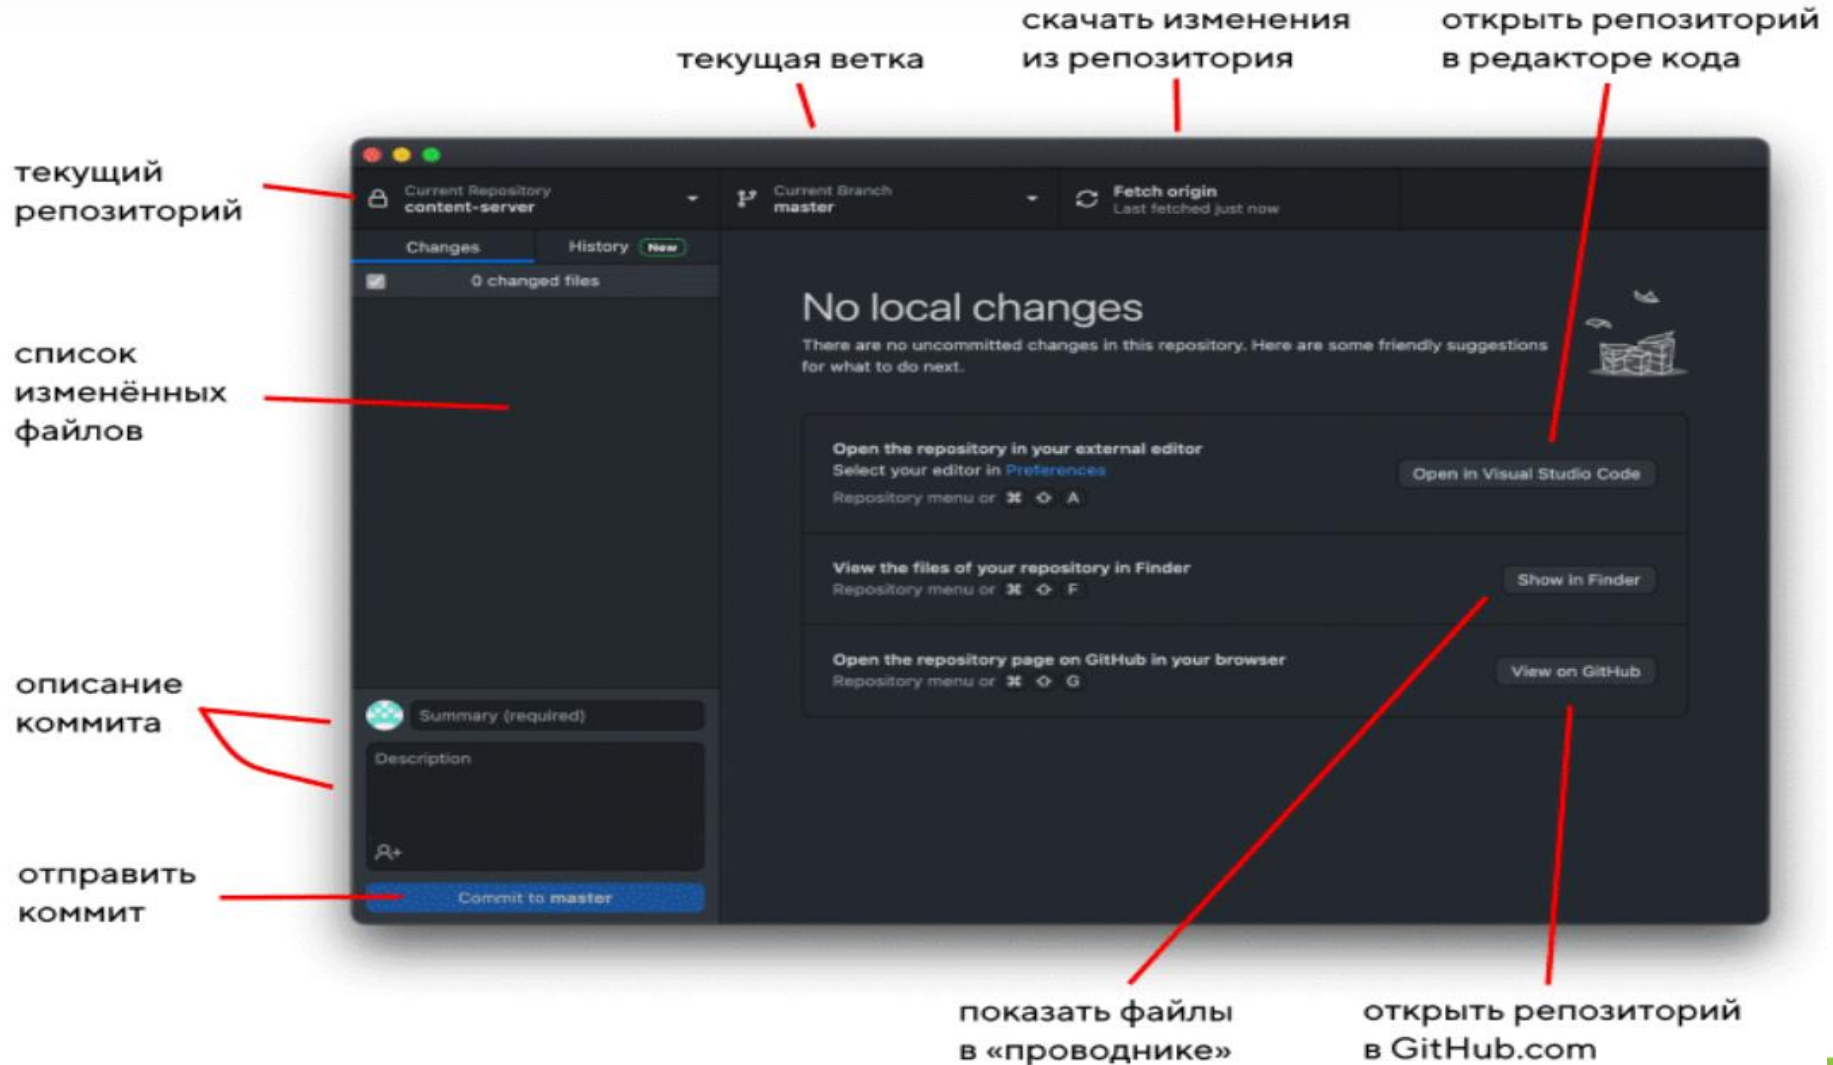 скачать изменения
из репозитория
открыть репозиторий
в редакторе кода
текущая ветка
текущий
репозиторий
Current Repository
content-server
Current Branch
master
Fetch origin
Last fetched just now
Changes
History New
0 changed files
No local changes
There are no uncommitted changes in this repository. Here are some friendly suggestions
for what to do next.
список
изменённых
файлов
Open the repository in your external editor
Select your editor in Preferences
Repository menu or ⌘ ⇧ A
Open in Visual Studio Code
View the files of your repository in Finder
Repository menu or ⌘ ⇧ F
Show in Finder
Open the repository page on GitHub in your browser
Repository menu or ⌘ ⇧ G
View on GitHub
описание
коммита
Summary (required)
Description
отправить
коммит
Commit to master
показать файлы
в «проводнике»
открыть репозиторий
в GitHub.com